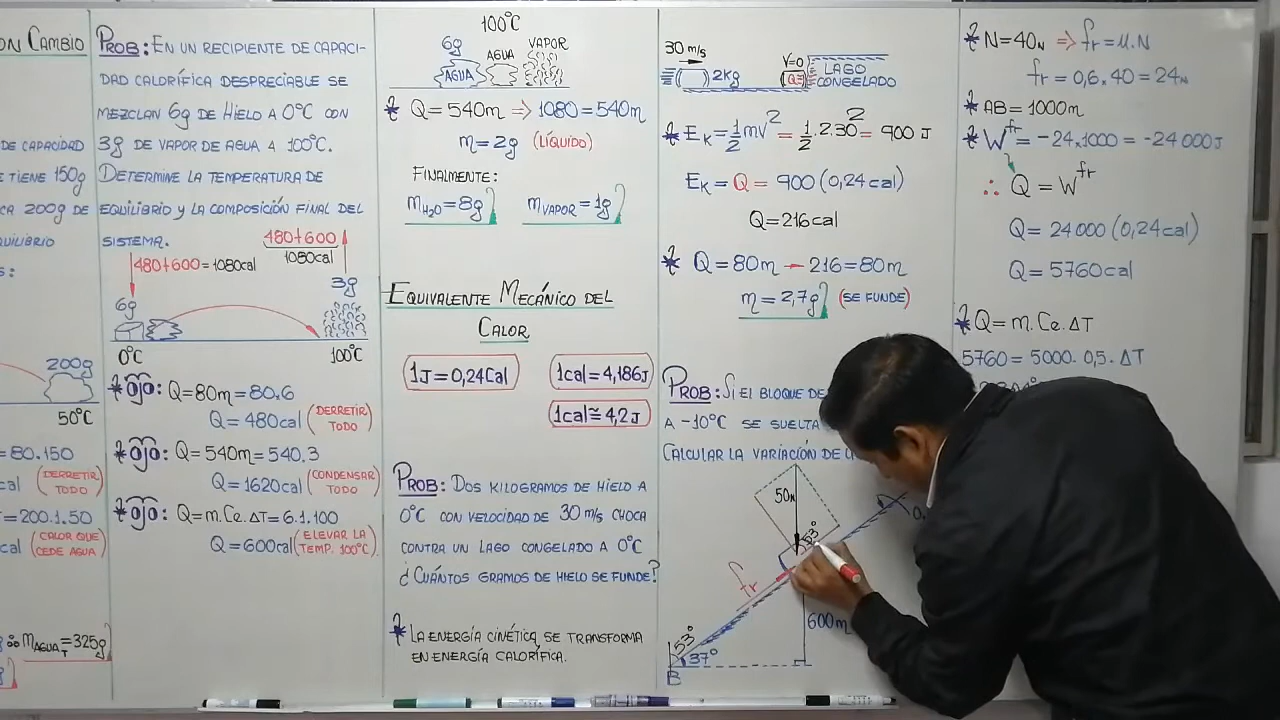 ON CAMBIO
DE CAPACIDAD
E TIENE 150g
CA 200g DE
QUILIBRIO
S:
200g
50°C
=80.150
cal (DERRETIR TODO)
=200.1.50
cal (CALOR QUE CEDE AGUA)
MAGUAT=325g
PROB: EN UN RECIPIENTE DE CAPACI-
DAD CALORÍFICA DESPRECIABLE SE
MEZCLAN 6g DE HIELO A 0°C CON
3g DE VAPOR DE AGUA A 100°C.
DETERMINE LA TEMPERATURA DE
EQUILIBRIO Y LA COMPOSICIÓN FINAL DEL
SISTEMA.
480+600
1080cal
480+600=1080cal
6g
3g
0°C
100°C
* OJO: Q=80m=80.6
Q=480cal (DERRETIR TODO)
* OJO: Q=540m=540.3
Q=1620cal (CONDENSAR TODO)
* OJO: Q=m.Ce.ΔT=6.1.100
Q=600cal (ELEVAR LA TEMP. 100°C)
100°C
6g
AGUA
AGUA
VAPOR
* Q=540m ⇒ 1080=540m
m=2g (LÍQUIDO)
FINALMENTE:
mH2O=8g
mVAPOR=1g
EQUIVALENTE MECÁNICO DEL
CALOR
1J=0,24Cal
1cal=4,186J
1cal≅4,2J
PROB: DOS KILOGRAMOS DE HIELO A
0°C CON VELOCIDAD DE 30 m/s CHOCA
CONTRA UN LAGO CONGELADO A 0°C
¿CUÁNTOS GRAMOS DE HIELO SE FUNDE?
* LA ENERGÍA CINÉTICA, SE TRANSFORMA
EN ENERGÍA CALORÍFICA.
30 m/s
2kg
V=0
Q
LAGO
CONGELADO
* EK=1/2mv²=1/2.2.30²=900J
EK=Q=900(0,24cal)
Q=216cal
* Q=80m → 216=80m
m=2,7g (SE FUNDE)
PROB: SI EL BLOQUE DE
A -10°C SE SUELTA
CALCULAR LA VARIACIÓN DE
50N
53°
fr
600m
53°
37°
B
* N=40N ⇒ fr=μ.N
fr=0,6.40=24N
* AB=1000m
* Wfr=-24.1000=-24000J
∴ Q=Wfr
Q=24000(0,24cal)
Q=5760cal
* Q=m.Ce.ΔT
5760=5000.0,5.ΔT